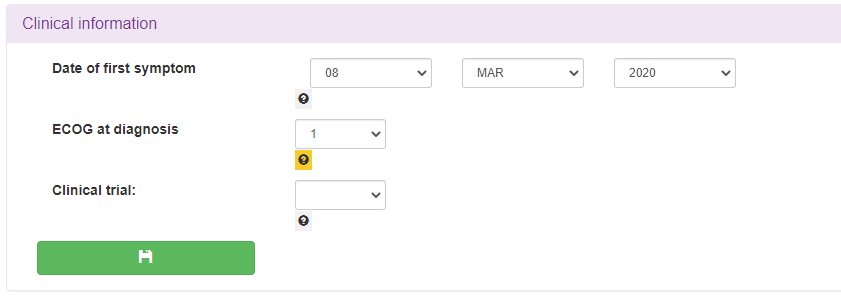 Clinical information
Date of first symptom 08 MAR 2020
?
ECOG at diagnosis 1
?
Clinical trial:
?